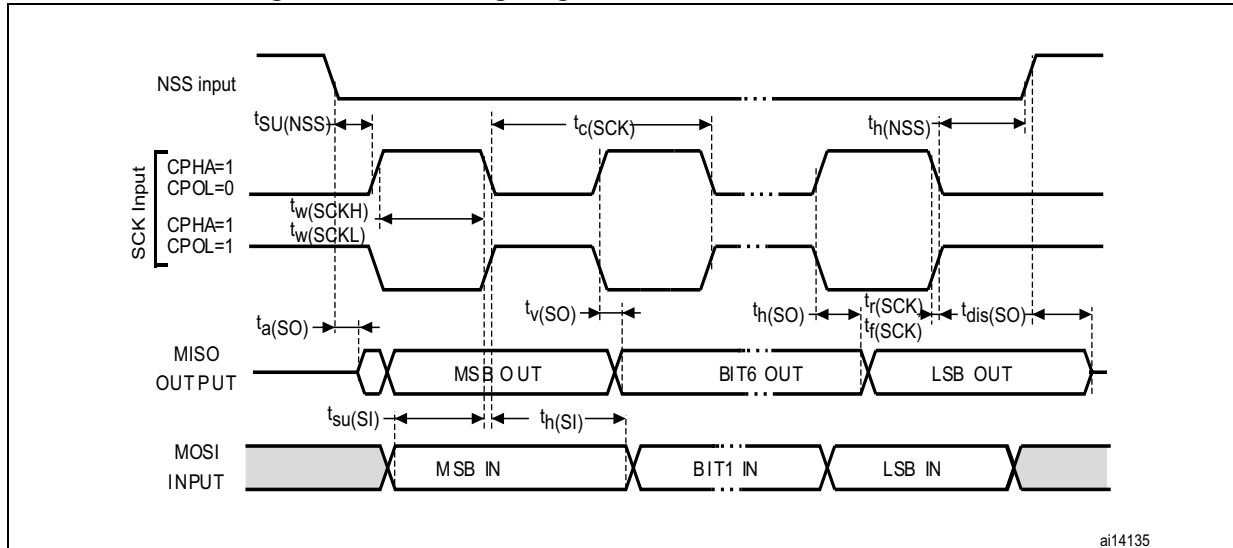 NSS input
tSU(NSS)
tc(SCK)
th(NSS)
SCK Input
CPHA=1
CPOL=0
tw(SCKH)
CPHA=1
tw(SCKL)
CPOL=1
ta(SO)
tv(SO)
th(SO)
tr(SCK)
tf(SCK)
tdis(SO)
MISO
OUTPUT
MSB OUT
BIT6 OUT
LSB OUT
tsu(SI)
th(SI)
MOSI
INPUT
MSB IN
BIT1 IN
LSB IN
ai14135